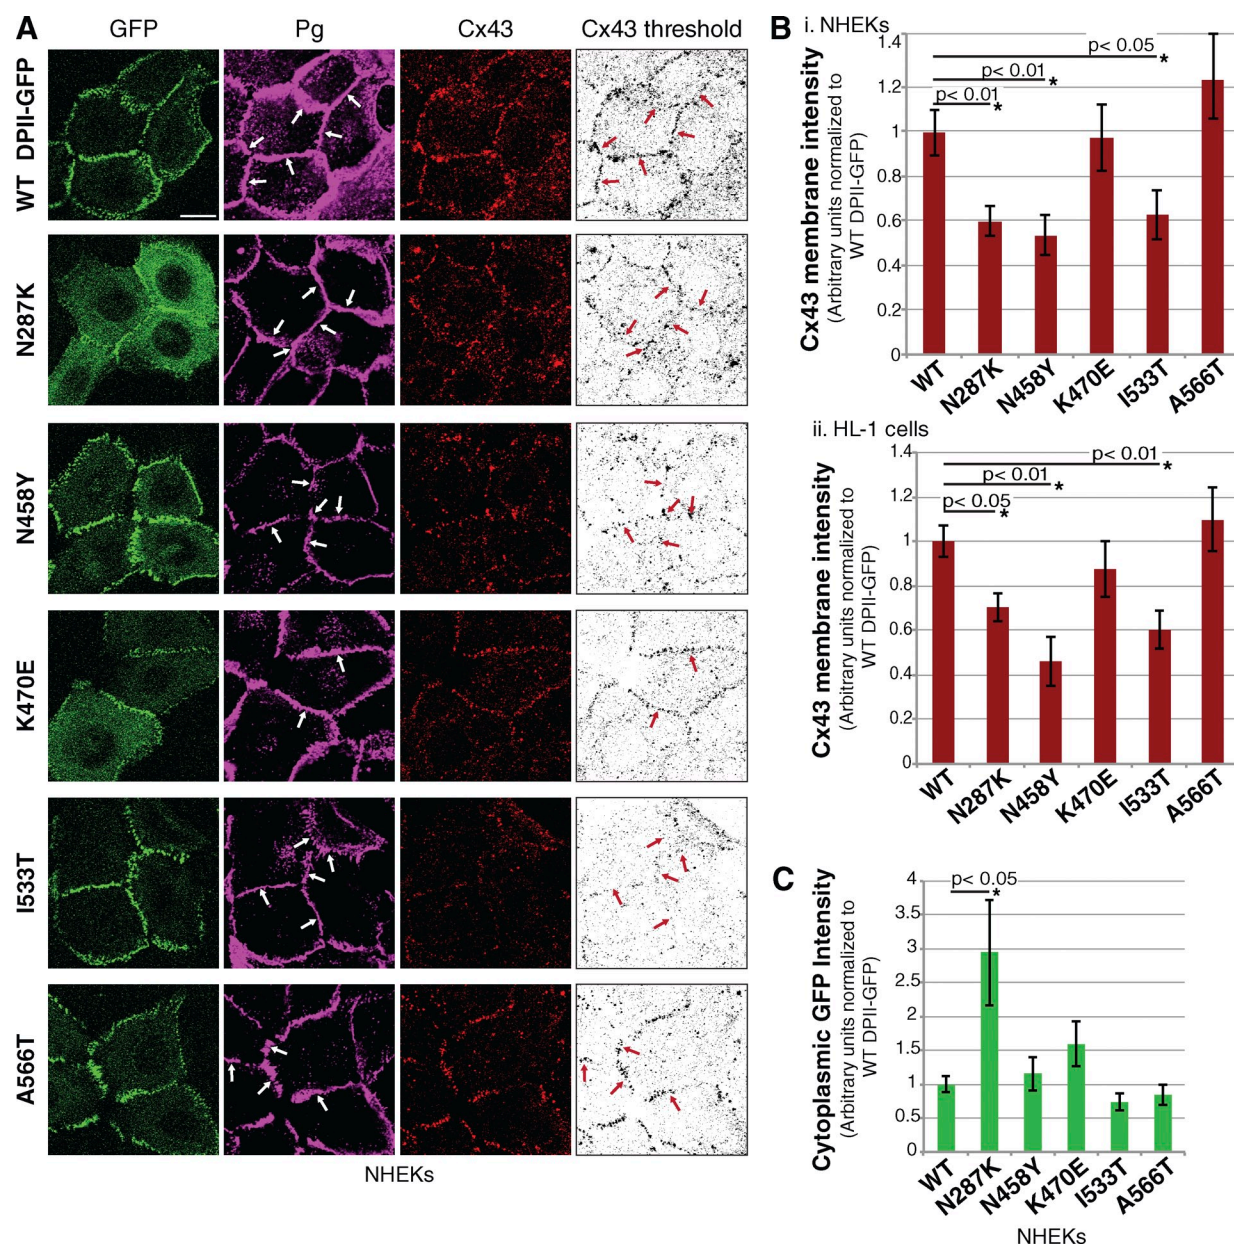 A
GFP
Pg
Cx43
Cx43 threshold
WT DPII-GFP
N287K
N458Y
K470E
I533T
A566T
NHEKs
B
i. NHEKs
Cx43 membrane intensity
(Arbitrary units normalized to
WT DPII-GFP)
1.4
1.2
1
0.8
0.6
0.4
0.2
0
p< 0.05
*
p< 0.01
*
p< 0.01
*
WT
N287K
N458Y
K470E
I533T
A566T
ii. HL-1 cells
Cx43 membrane intensity
(Arbitrary units normalized to
WT DPII-GFP)
1.4
1.2
1
0.8
0.6
0.4
0.2
0
p< 0.01
*
p< 0.01
*
p< 0.05
*
WT
N287K
N458Y
K470E
I533T
A566T
C
Cytoplasmic GFP Intensity
(Arbitrary units normalized to
WT DPII-GFP)
4
3.5
3
2.5
2
1.5
1
0.5
0
p< 0.05
*
WT
N287K
N458Y
K470E
I533T
A566T
NHEKs